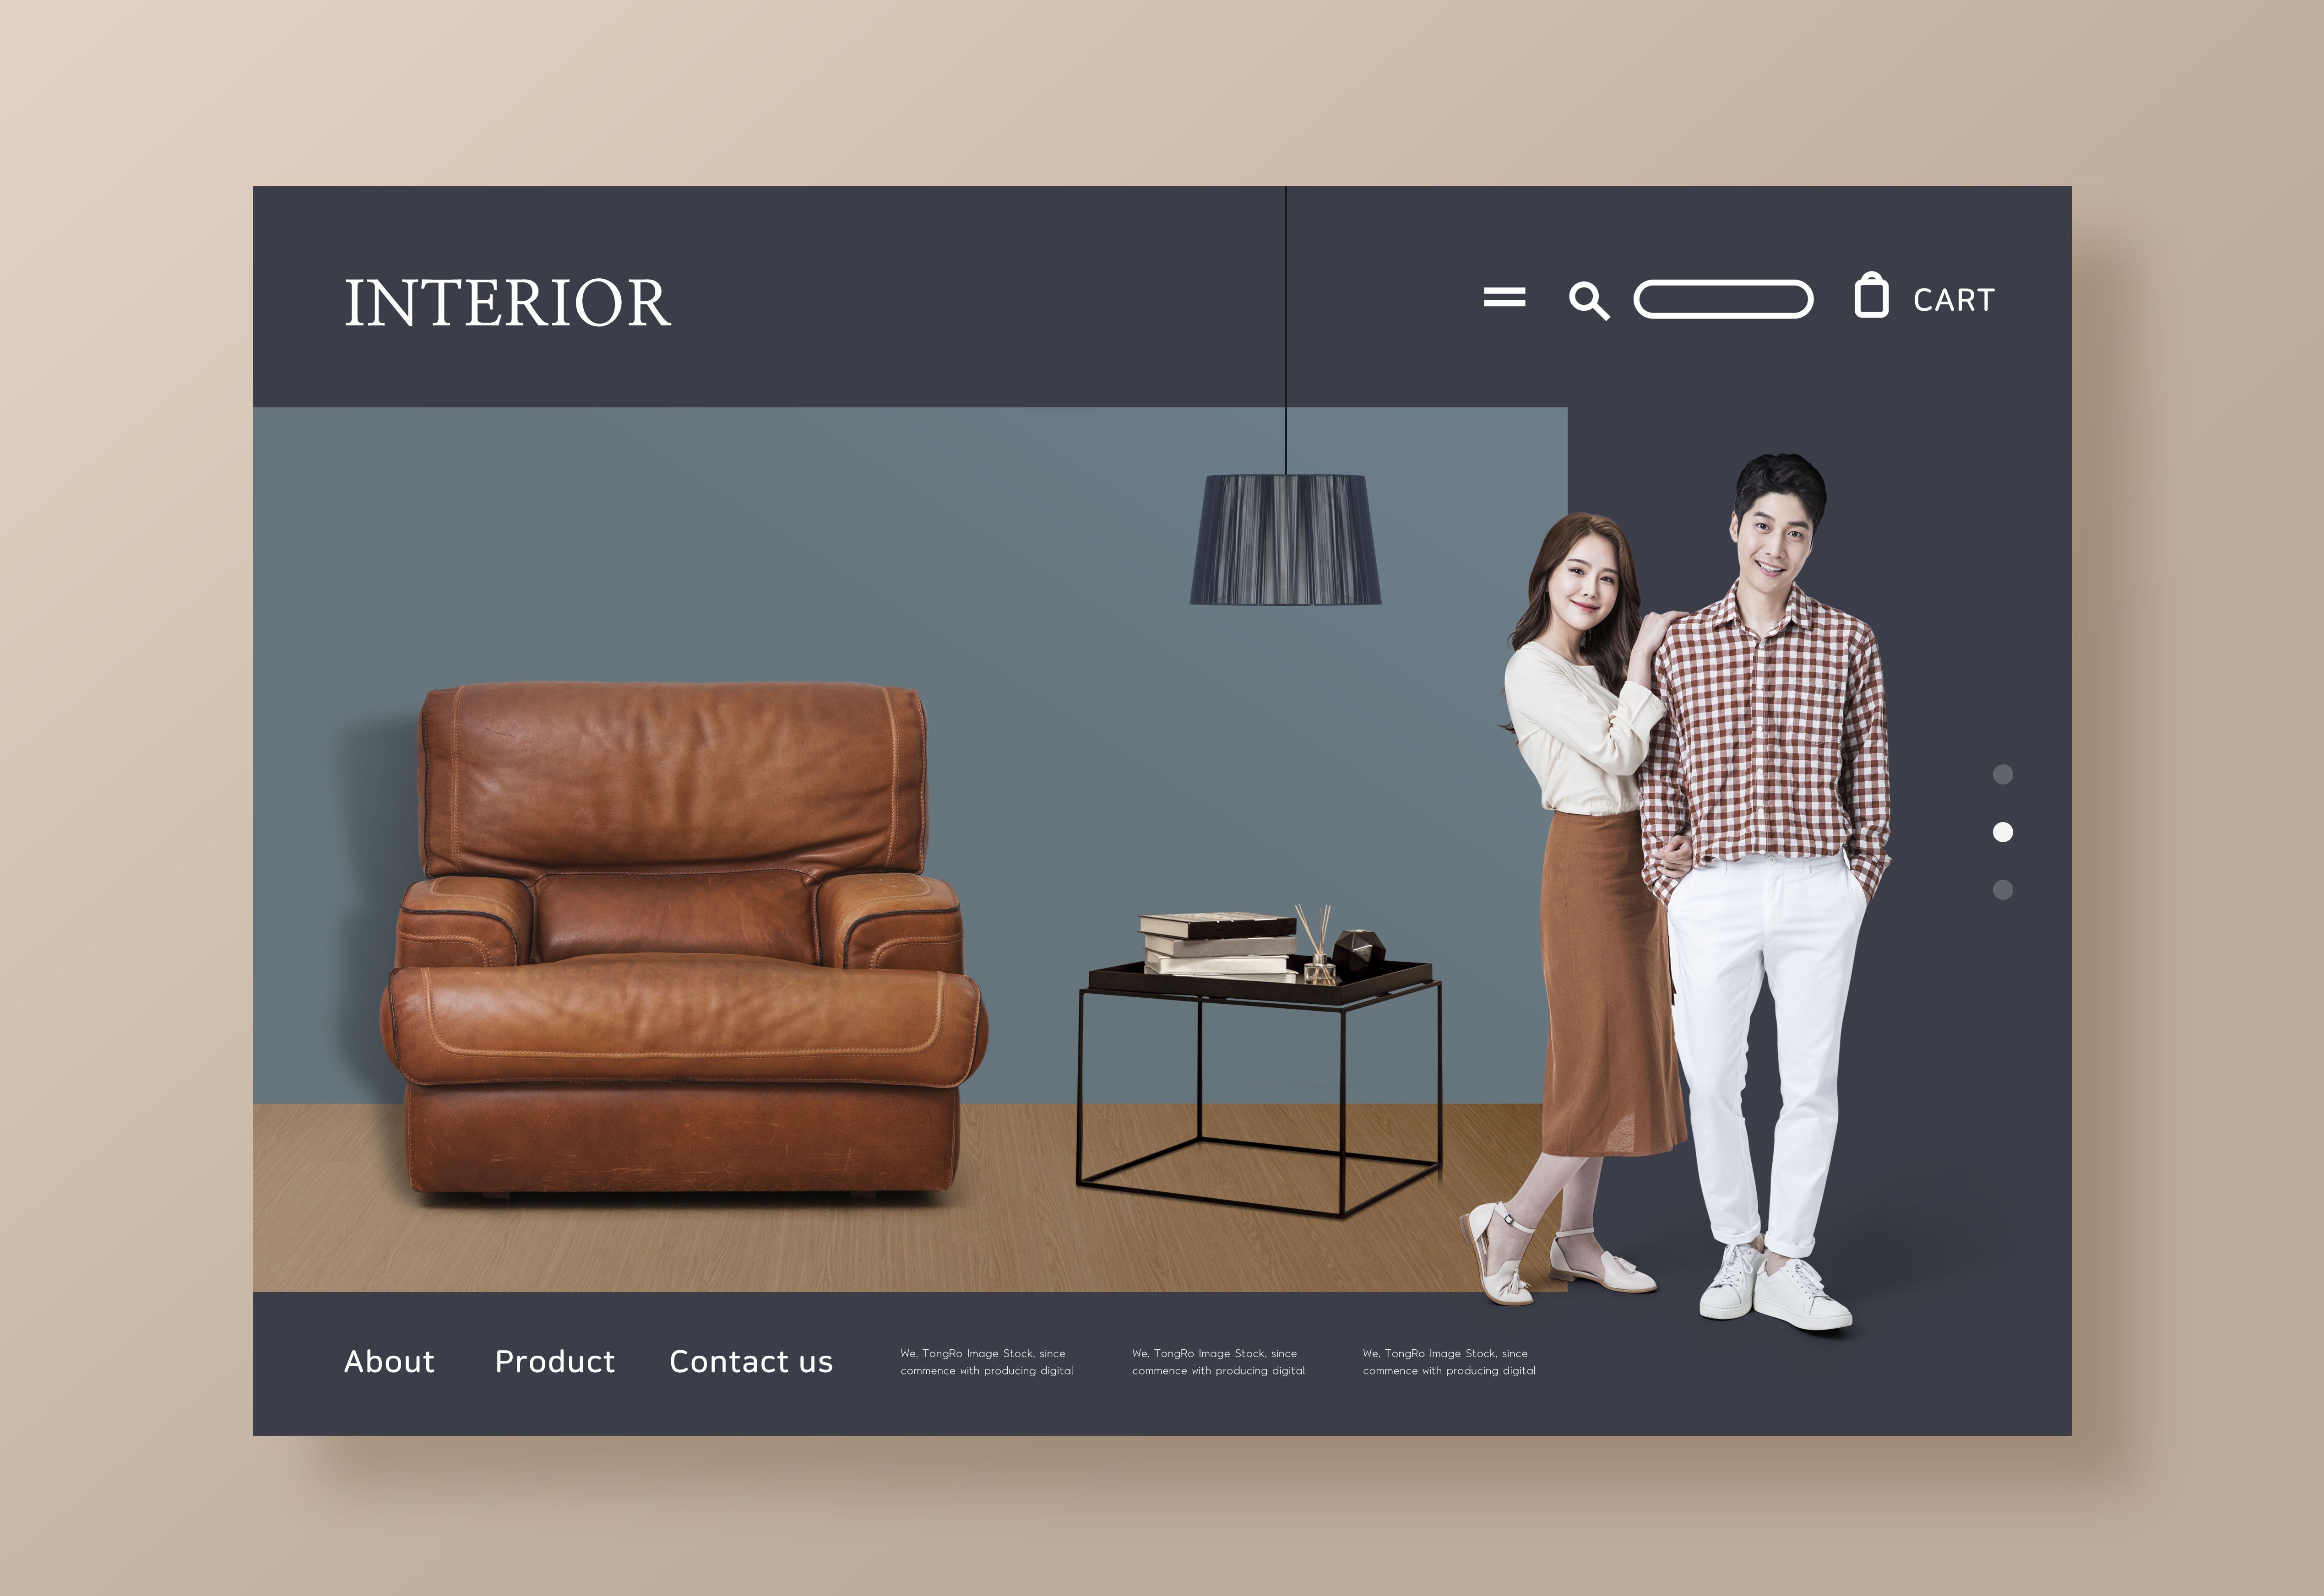 INTERIOR
CART
About
Product
Contact us
We, TongRo Image Stock, since
commence with producing digital
We, TongRo Image Stock, since
commence with producing digital
We, TongRo Image Stock, since
commence with producing digital